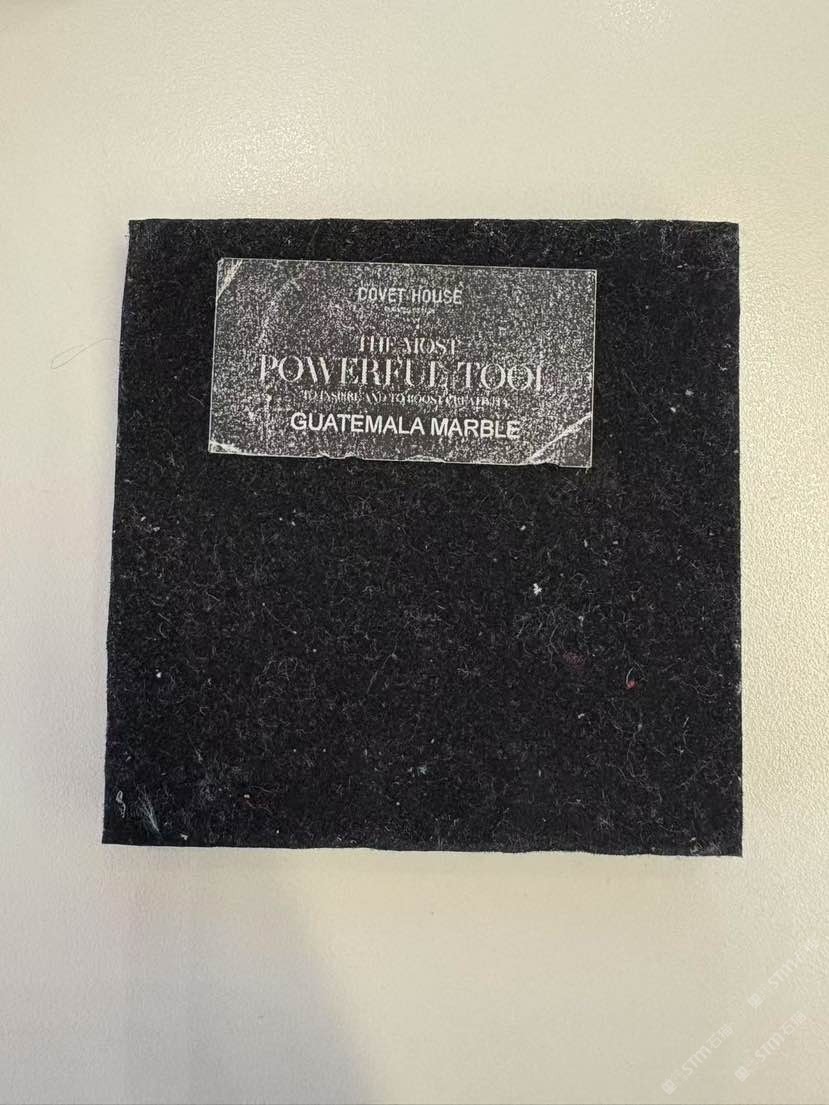 COVET HOUSE
THE MOST
POWERFUL TOOL
TO INSPIRE AND TO BOOST CREATIVITY
GUATEMALA MARBLE